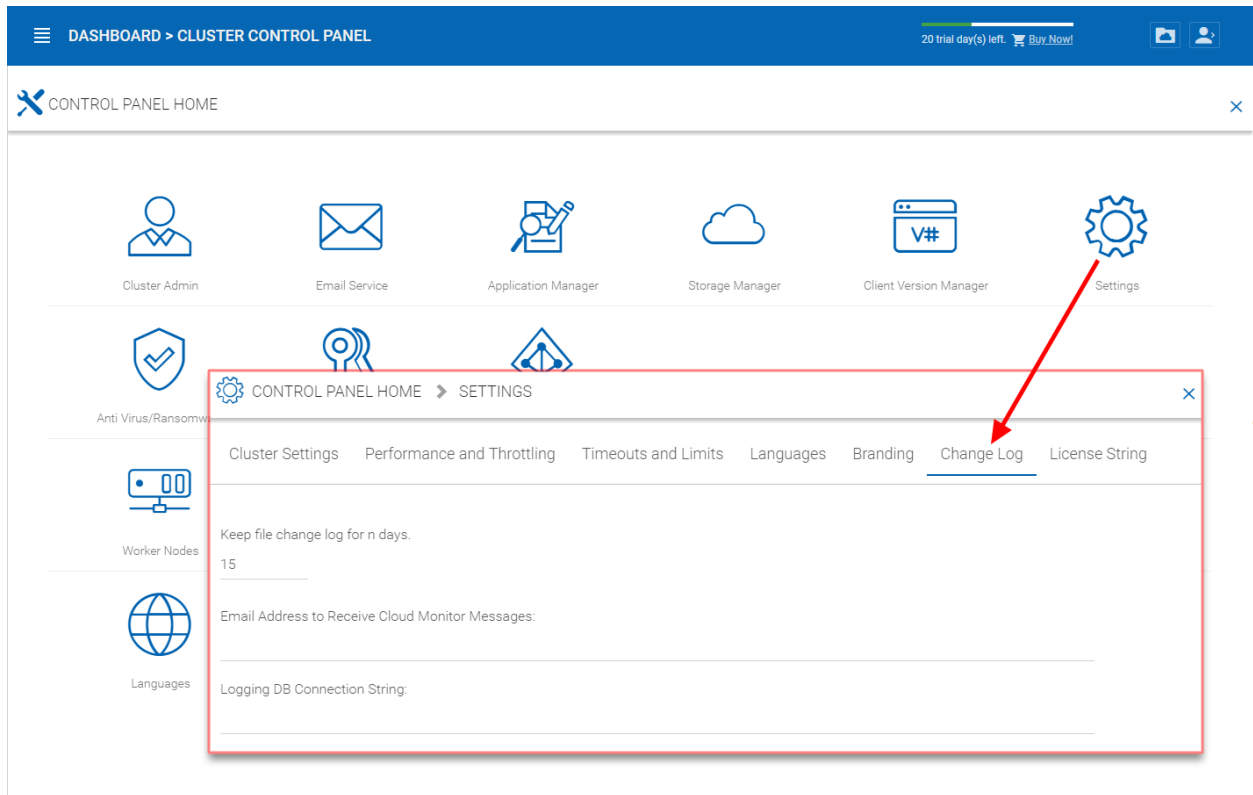 DASHBOARD > CLUSTER CONTROL PANEL
20 trial day(s) left. Buy Now!
CONTROL PANEL HOME
V#
Cluster Admin
Email Service
Application Manager
Storage Manager
Client Version Manager
Settings
Anti Virus/Ransomw
CONTROL PANEL HOME > SETTINGS
Cluster Settings
Performance and Throttling
Timeouts and Limits
Languages
Branding
Change Log
License String
Keep file change log for n days.
15
Worker Nodes
Email Address to Receive Cloud Monitor Messages:
Languages
Logging DB Connection String: